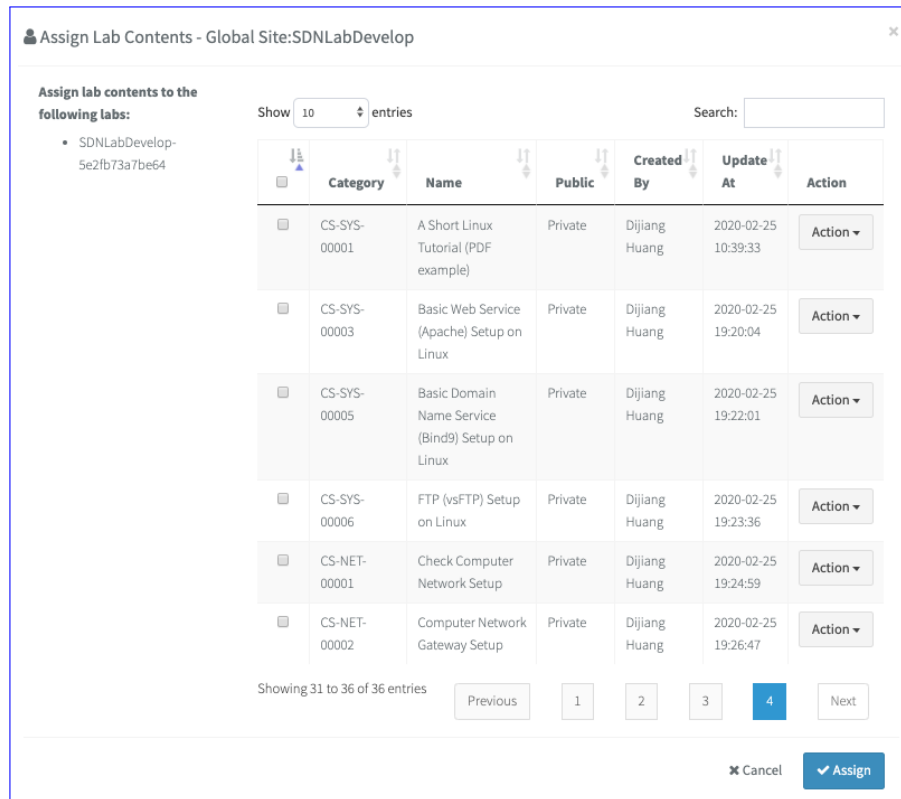 Assign Lab Contents - Global Site:SDNLabDevelop
×
Assign lab contents to the
following labs:
• SDNLabDevelop-
5e2fb73a7be64
Show 10 entries
Search:
Category Name Public Created By Update At Action
CS-SYS-00001 A Short Linux Tutorial (PDF example) Private Dijiang Huang 2020-02-25 10:39:33 Action
CS-SYS-00003 Basic Web Service (Apache) Setup on Linux Private Dijiang Huang 2020-02-25 19:20:04 Action
CS-SYS-00005 Basic Domain Name Service (Bind9) Setup on Linux Private Dijiang Huang 2020-02-25 19:22:01 Action
CS-SYS-00006 FTP (vsFTP) Setup on Linux Private Dijiang Huang 2020-02-25 19:23:36 Action
CS-NET-00001 Check Computer Network Setup Private Dijiang Huang 2020-02-25 19:24:59 Action
CS-NET-00002 Computer Network Gateway Setup Private Dijiang Huang 2020-02-25 19:26:47 Action
Showing 31 to 36 of 36 entries
Previous 1 2 3 4 Next
Cancel Assign